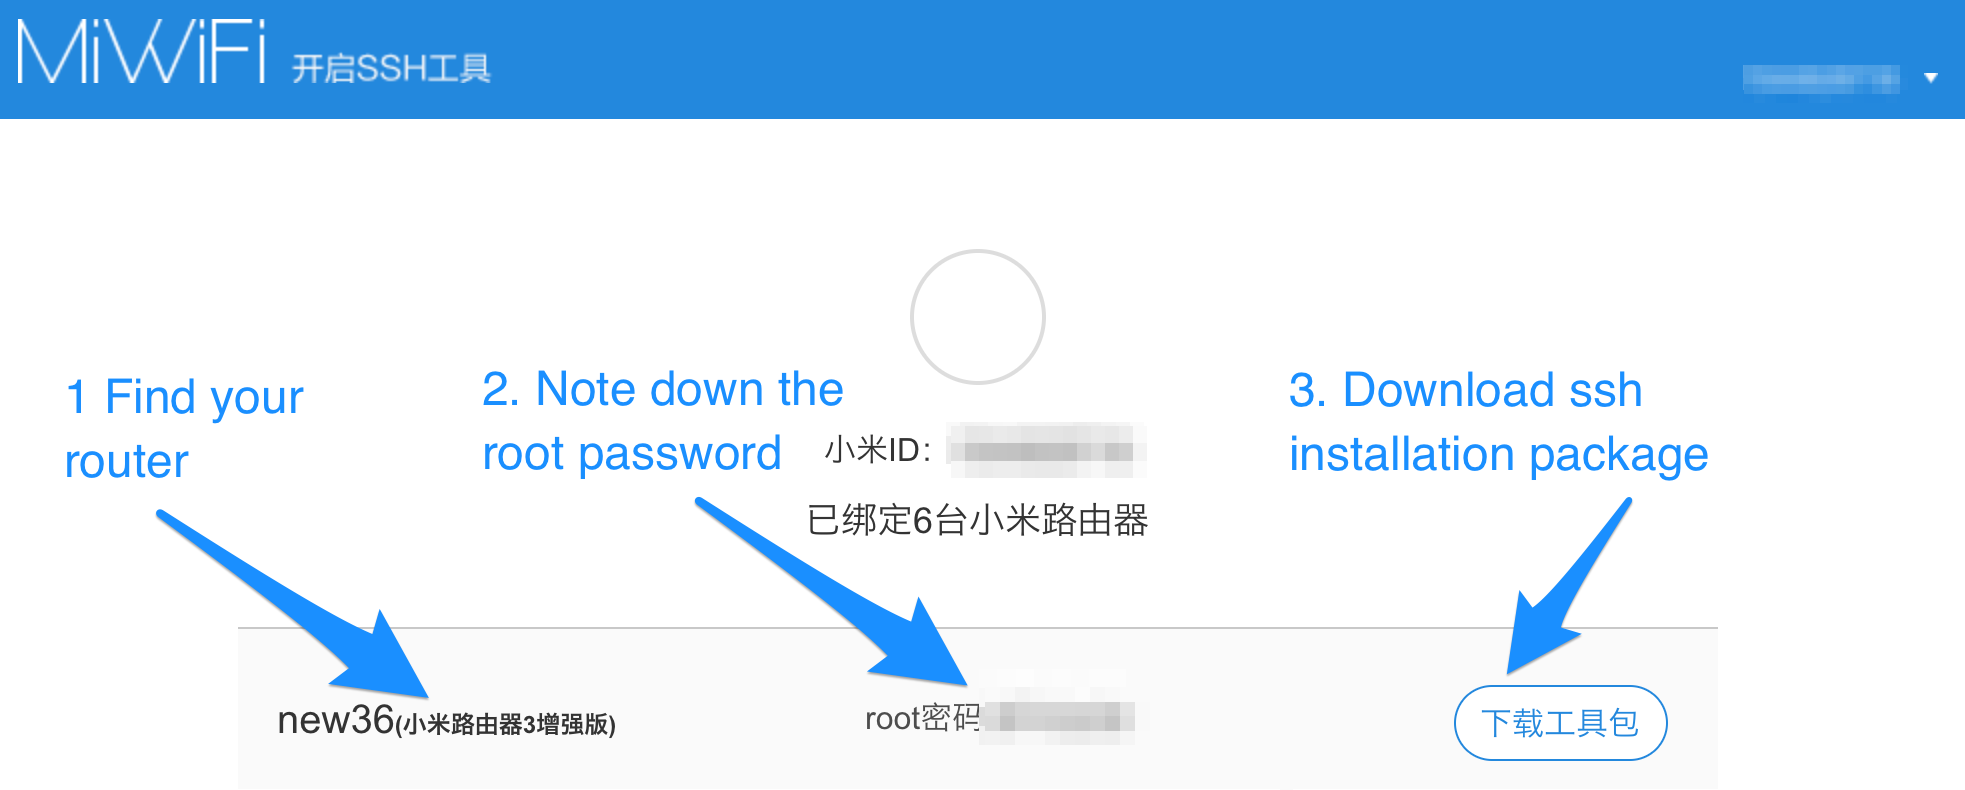 MiWiFi 开启SSH工具
1 Find your
router
2. Note down the
root password
3. Download ssh
installation package
小米ID:
已绑定6台小米路由器
new36(小米路由器3增强版)
root密码
下载工具包